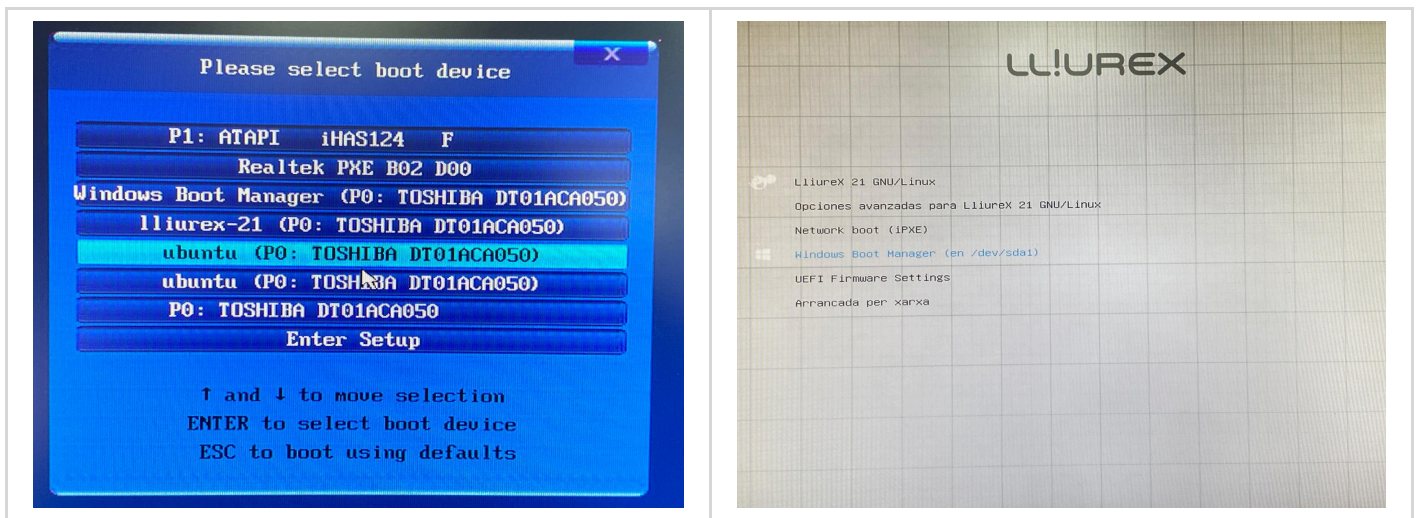 Please select boot device
X
P1: ATAPI iHAS124 F
Realtek PXE B02 D00
Windows Boot Manager (P0: TOSHIBA DT01ACA050)
lliurex-21 (P0: TOSHIBA DT01ACA050)
ubuntu (P0: TOSHIBA DT01ACA050)
ubuntu (P0: TOSHIBA DT01ACA050)
P0: TOSHIBA DT01ACA050
Enter Setup
↑ and ↓ to move selection
ENTER to select boot device
ESC to boot using defaults
LL!UREX
LliureX 21 GNU/Linux
Opciones avanzadas para LliureX 21 GNU/Linux
Network boot (iPXE)
Windows Boot Manager (en /dev/sda1)
UEFI Firmware Settings
Arrancada per xarxa